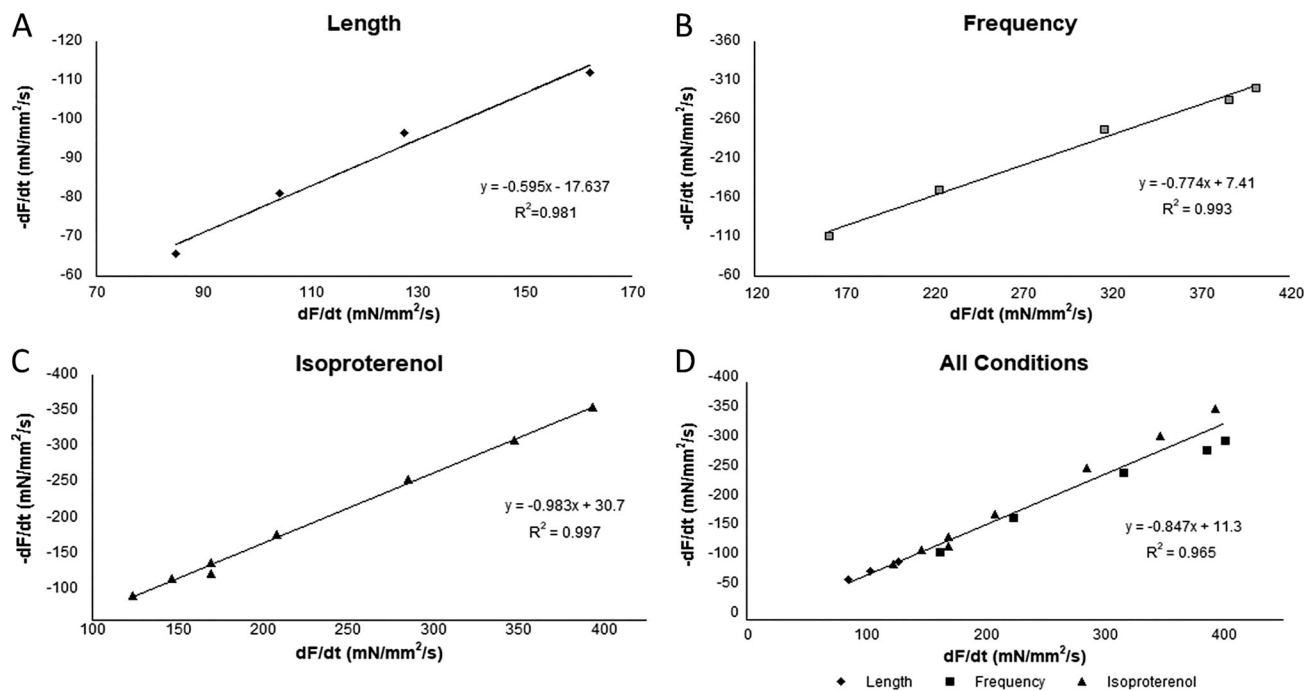 A
Length
-120
-110
-100
-90
-80
-70
-60
-dF/dt (mN/mm²/s)
y = -0.595x - 17.637
R²=0.981
70 90 110 130 150 170
dF/dt (mN/mm²/s)
B
Frequency
-360
-310
-260
-210
-160
-110
-60
-dF/dt (mN/mm²/s)
y = -0.774x + 7.41
R² = 0.993
120 170 220 270 320 370 420
dF/dt (mN/mm²/s)
C
Isoproterenol
-400
-350
-300
-250
-200
-150
-100
-dF/dt (mN/mm²/s)
y = -0.983x + 30.7
R² = 0.997
100 150 200 250 300 350 400
dF/dt (mN/mm²/s)
D
All Conditions
-400
-350
-300
-250
-200
-150
-100
-50
0
-dF/dt (mN/mm²/s)
y = -0.847x + 11.3
R² = 0.965
0 100 200 300 400
dF/dt (mN/mm²/s)
Length Frequency Isoproterenol